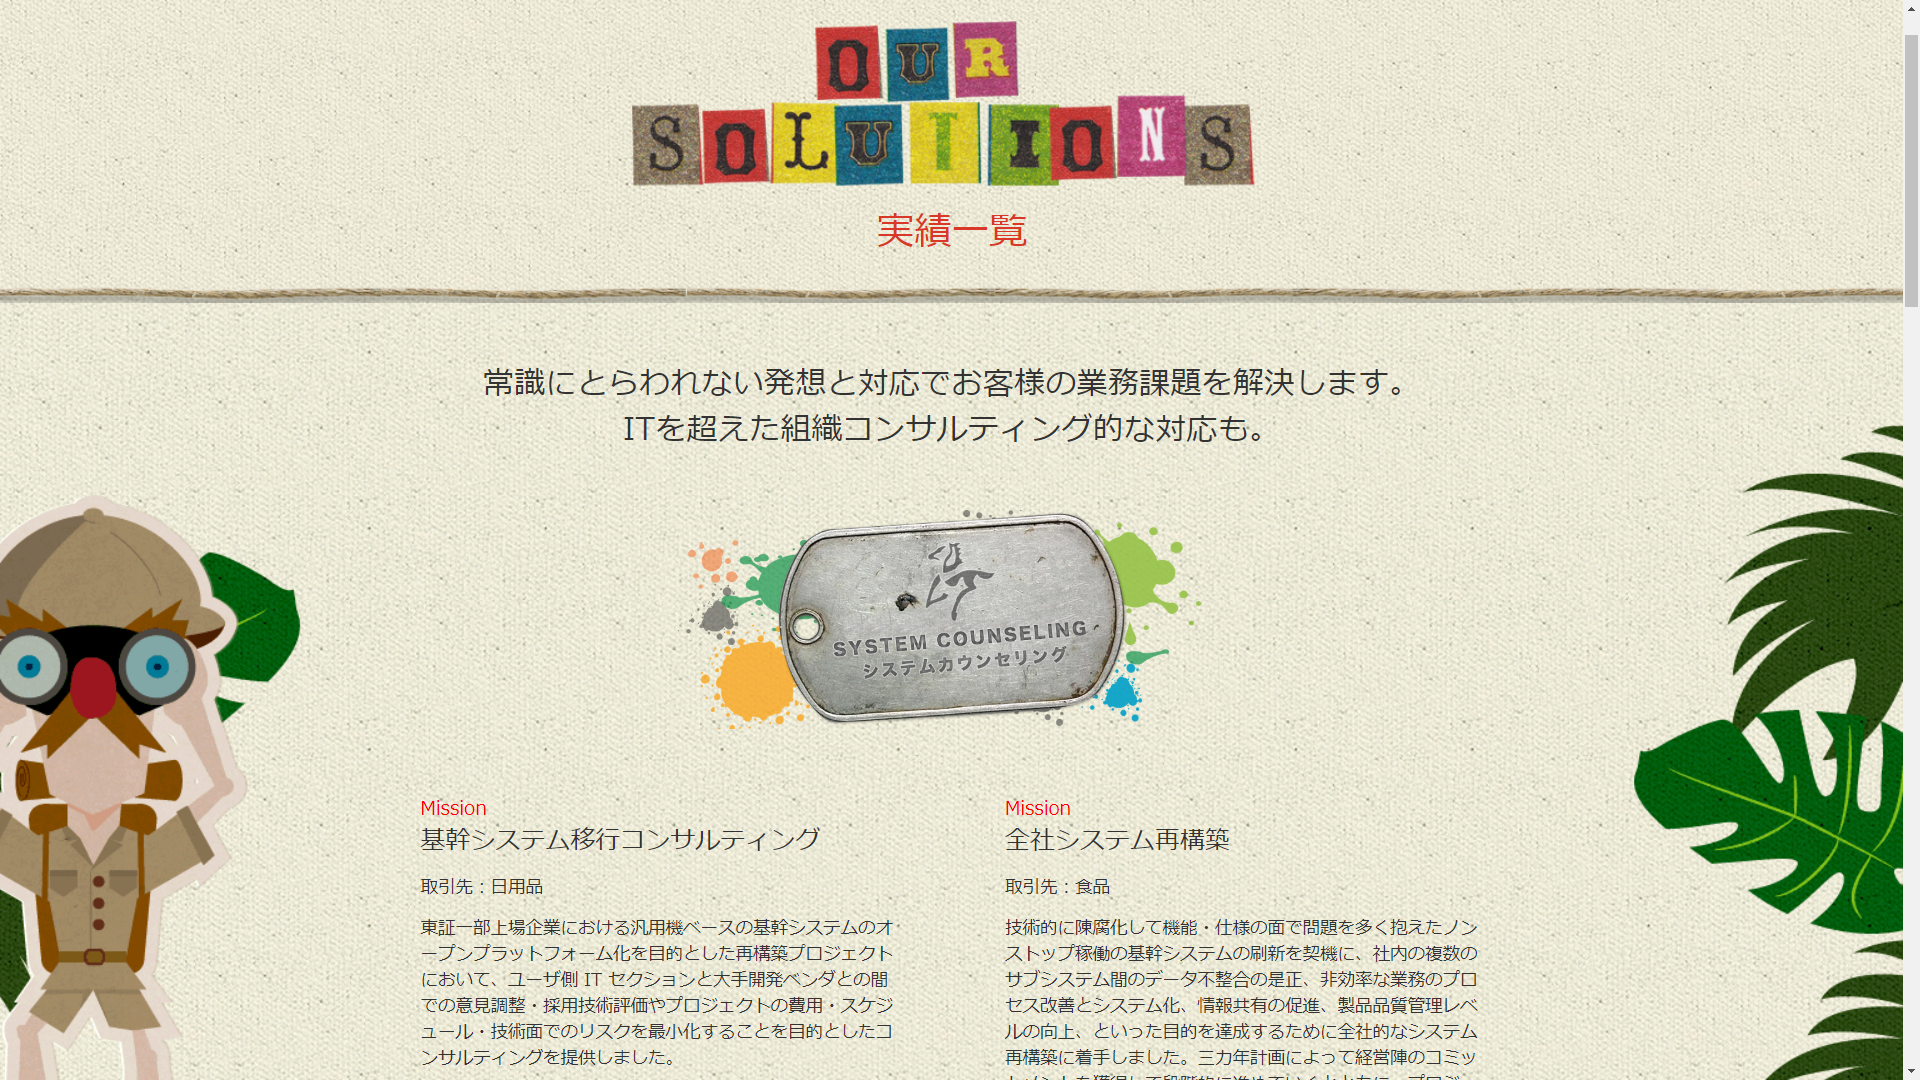 OUR
SOLUTIONS
実績一覧
常識にとらわれない発想と対応でお客様の業務課題を解決します。
ITを超えた組織コンサルティング的な対応も。
SYSTEM COUNSELING
システムカウンセリング
Mission
基幹システム移行コンサルティング
取引先：日用品
東証一部上場企業における汎用機ベースの基幹システムのオ
ープンプラットフォーム化を目的とした再構築プロジェクト
において、ユーザ側 IT セクションと大手開発ベンダとの間
での意見調整・採用技術評価やプロジェクトの費用・スケジ
ュール・技術面でのリスクを最小化することを目的としたコ
ンサルティングを提供しました。
Mission
全社システム再構築
取引先：食品
技術的に陳腐化して機能・仕様の面で問題を多く抱えたノン
ストップ稼働の基幹システムの刷新を契機に、社内の複数の
サブシステム間のデータ不整合の是正、非効率な業務のプロ
セス改善とシステム化、情報共有の促進、製品品質管理レベ
ルの向上、といった目的を達成するために全社的なシステム
再構築に着手しました。三カ年計画によって経営陣のコミッ